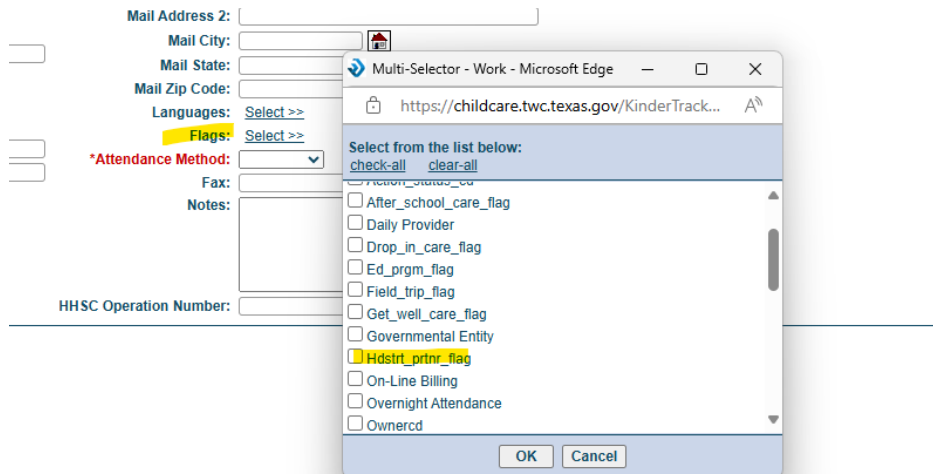 Mail Address 2:
Mail City:
Mail State:
Mail Zip Code:
Languages: Select >>
Flags: Select >>
*Attendance Method:
Fax:
Notes:
HHSC Operation Number:
Multi-Selector - Work - Microsoft Edge
https://childcare.twc.texas.gov/KinderTrack...
Select from the list below:
check-all clear-all
Action_status_cd
After_school_care_flag
Daily Provider
Drop_in_care_flag
Ed_prgm_flag
Field_trip_flag
Get_well_care_flag
Governmental Entity
Hdstrt_prtnr_flag
On-Line Billing
Overnight Attendance
Ownercd
OK Cancel